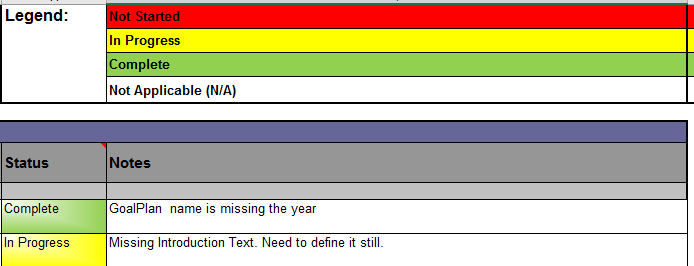 Legend: Not Started
In Progress
Complete
Not Applicable (N/A)
Status Notes
Complete GoalPlan name is missing the year
In Progress Missing Introduction Text. Need to define it still.